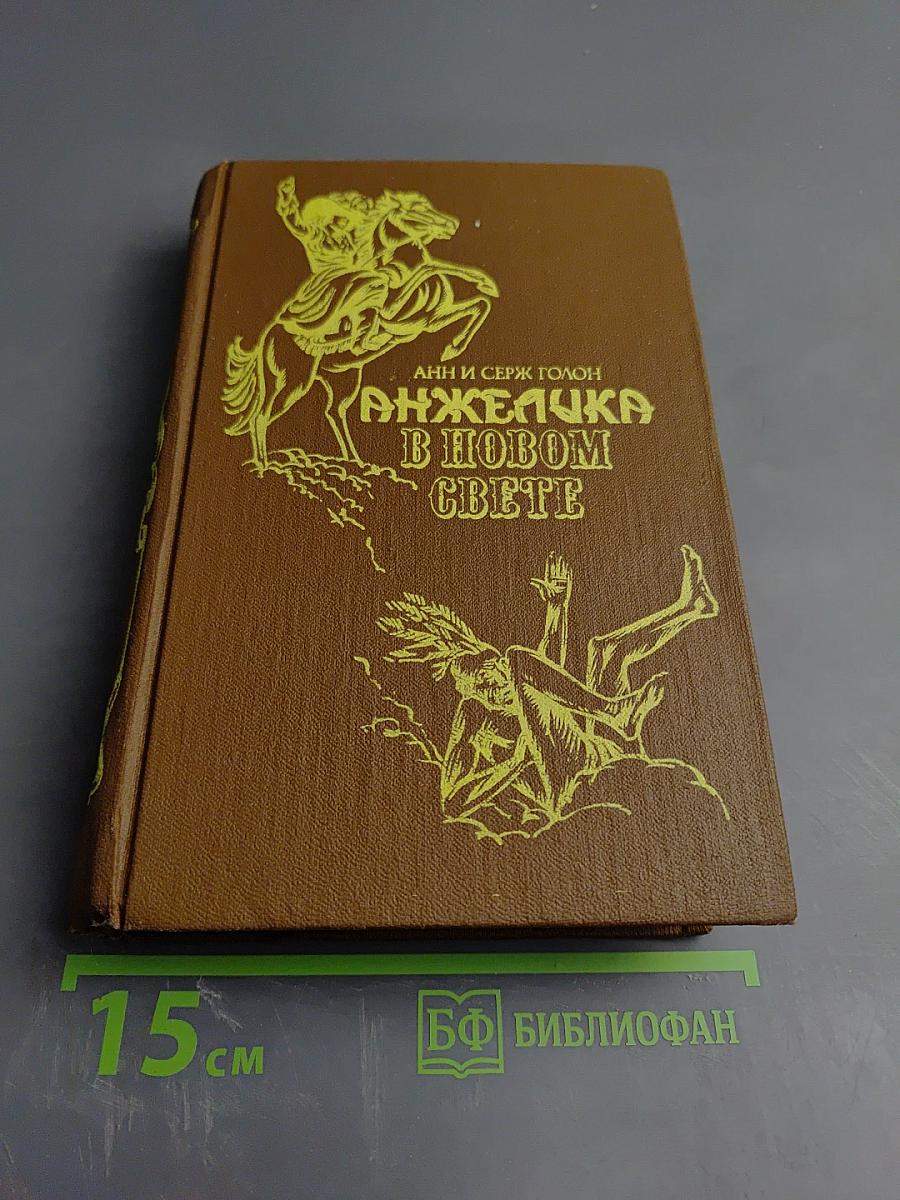 АНН И СЕРЖ ГОЛОН
АНЖЕЛИКА
В НОВОМ
СВЕТЕ
15 СМ
БФ БИБЛИОФАН